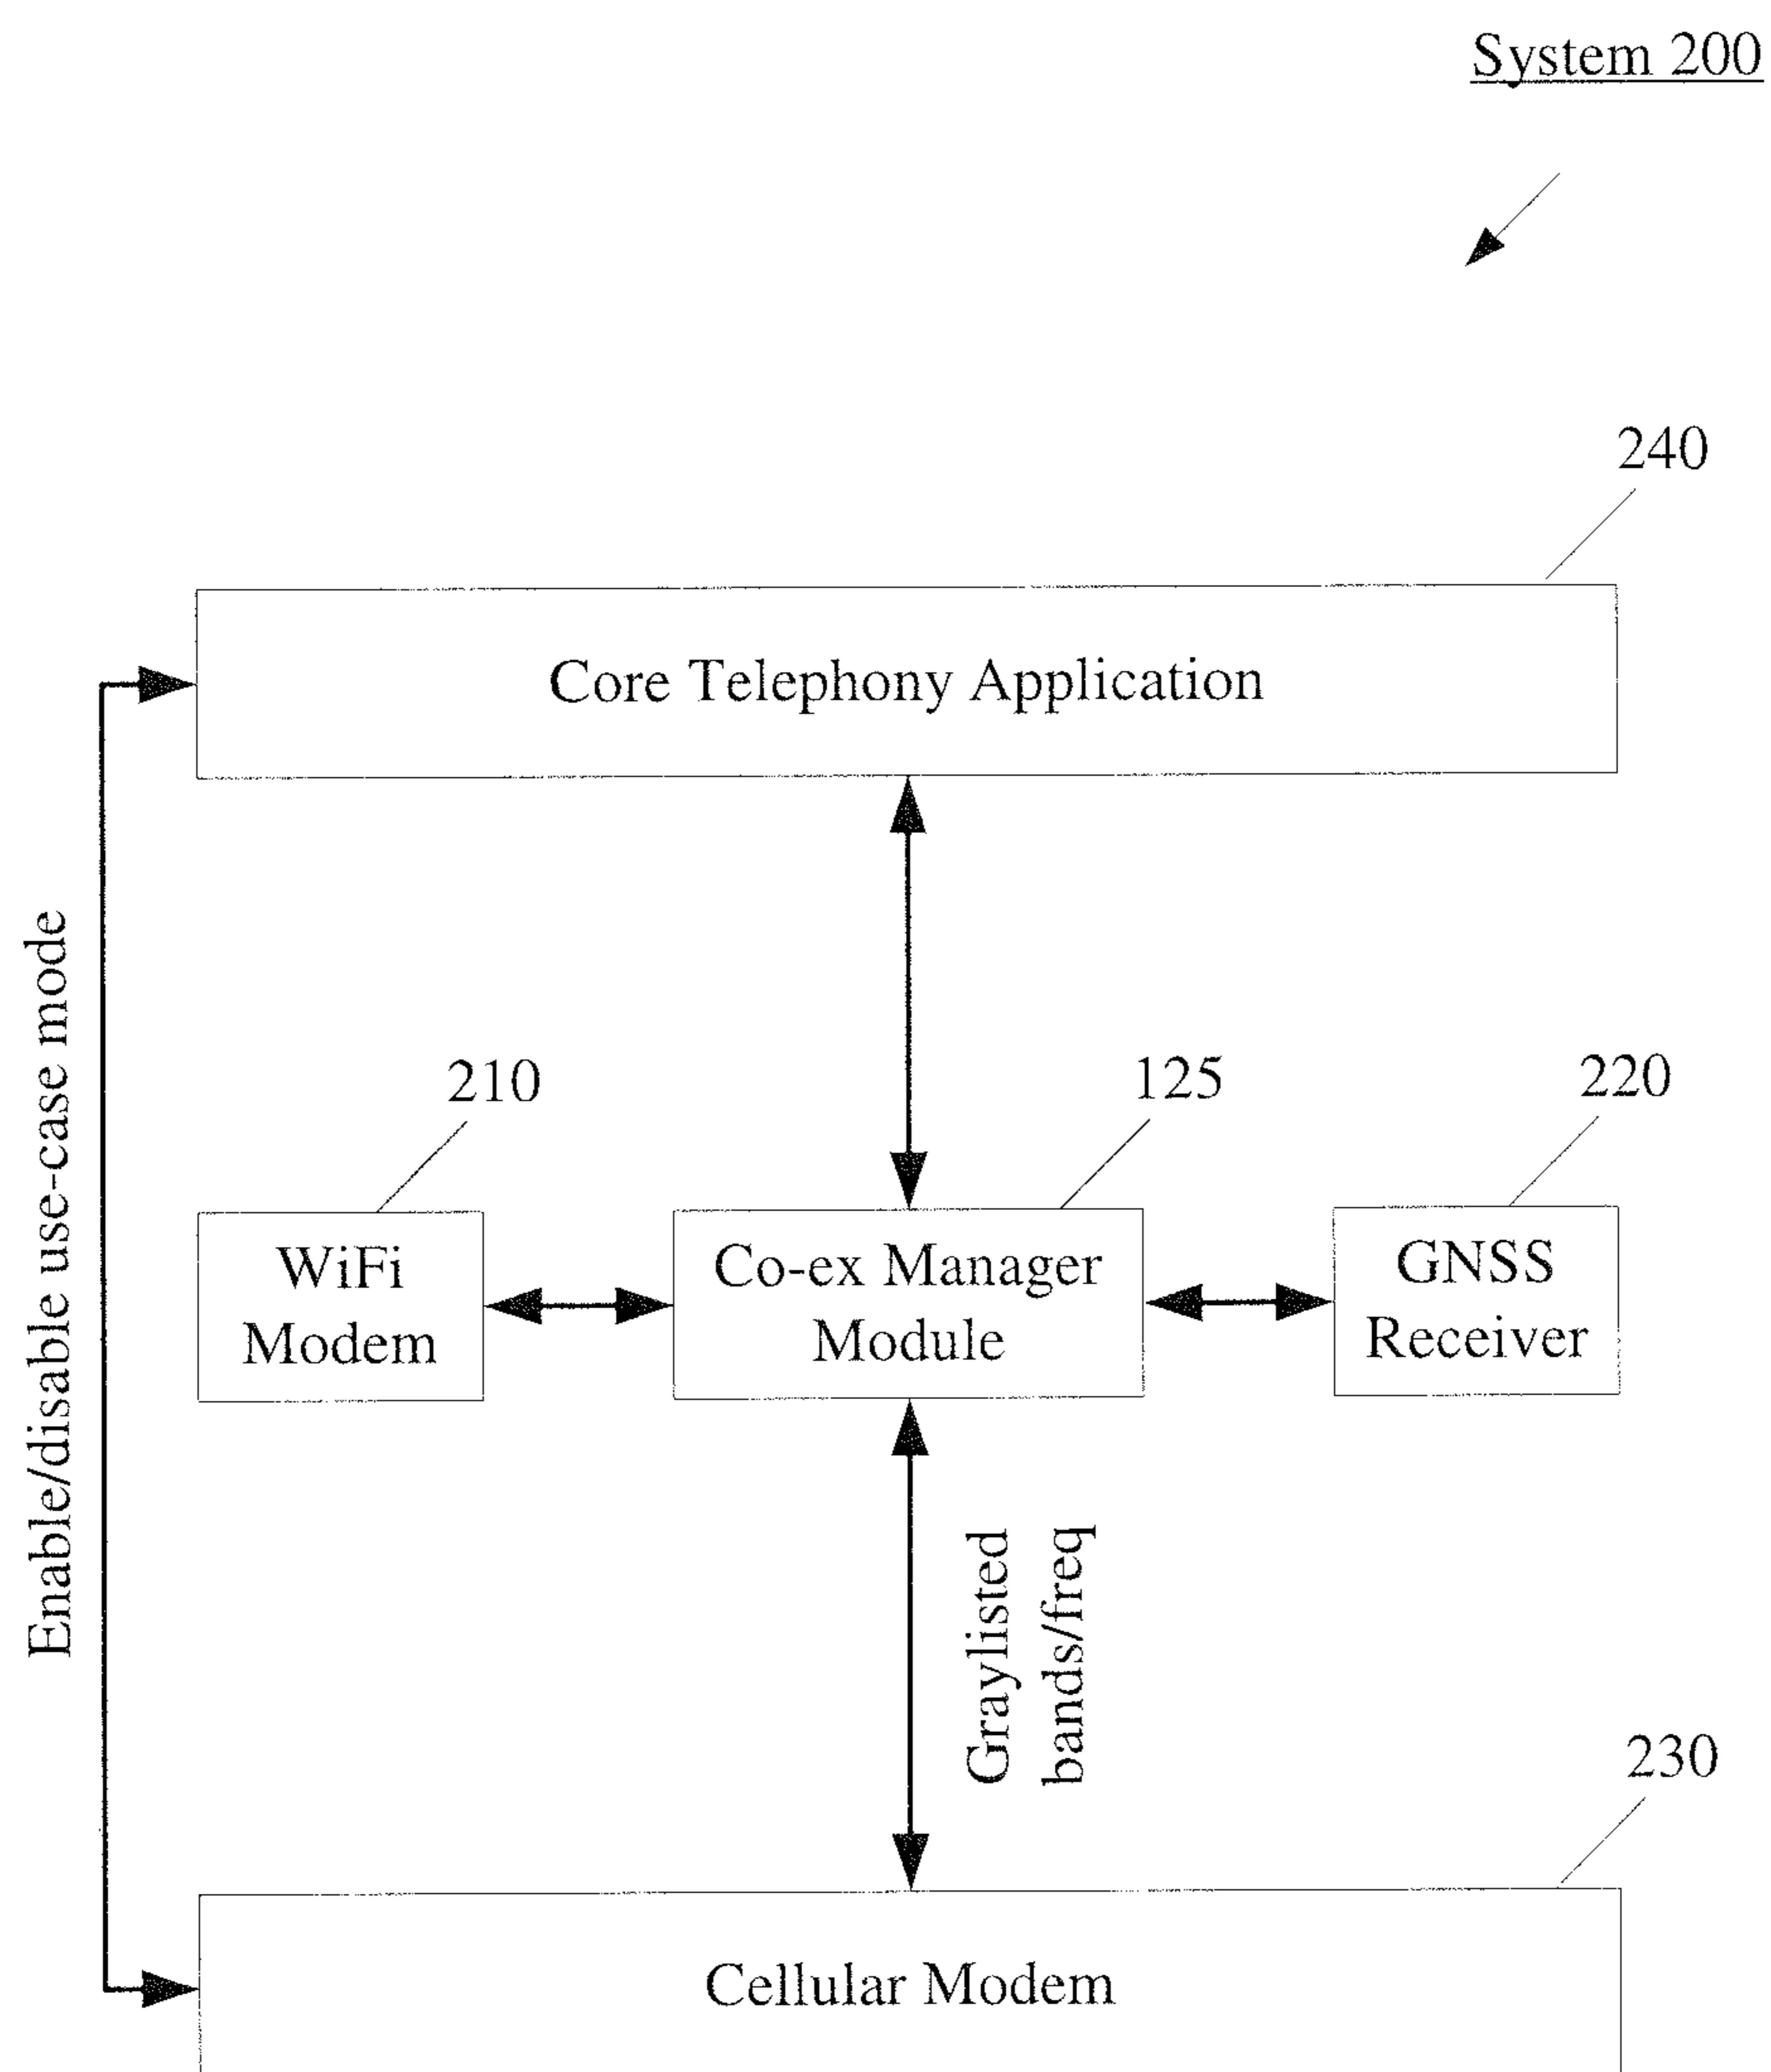 System 200
240
Core Telephony Application
Enable/disable use-case mode
210
125
220
WiFi
Modem
Co-ex Manager
Module
GNSS
Receiver
Graylisted
bands/freq
230
Cellular Modem